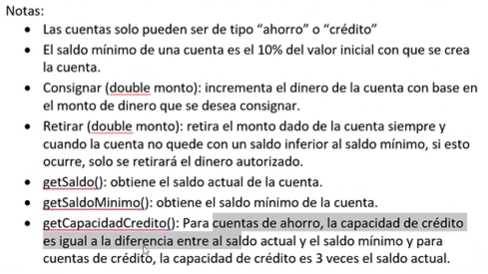 Notas:
• Las cuentas solo pueden ser de tipo “ahorro” o “crédito”
• El saldo mínimo de una cuenta es el 10% del valor inicial con que se crea
la cuenta.
• Consignar (double monto): incrementa el dinero de la cuenta con base en
el monto de dinero que se desea consignar.
• Retirar (double monto): retira el monto dado de la cuenta siempre y
cuando la cuenta no quede con un saldo inferior al saldo mínimo, si esto
ocurre, solo se retirará el dinero autorizado.
• getSaldo(): obtiene el saldo actual de la cuenta.
• getSaldoMinimo(): obtiene el saldo mínimo de la cuenta.
• getCapacidadCredito(): Para cuentas de ahorro, la capacidad de crédito
es igual a la diferencia entre al saldo actual y el saldo mínimo y para
cuentas de crédito, la capacidad de crédito es 3 veces el saldo actual.